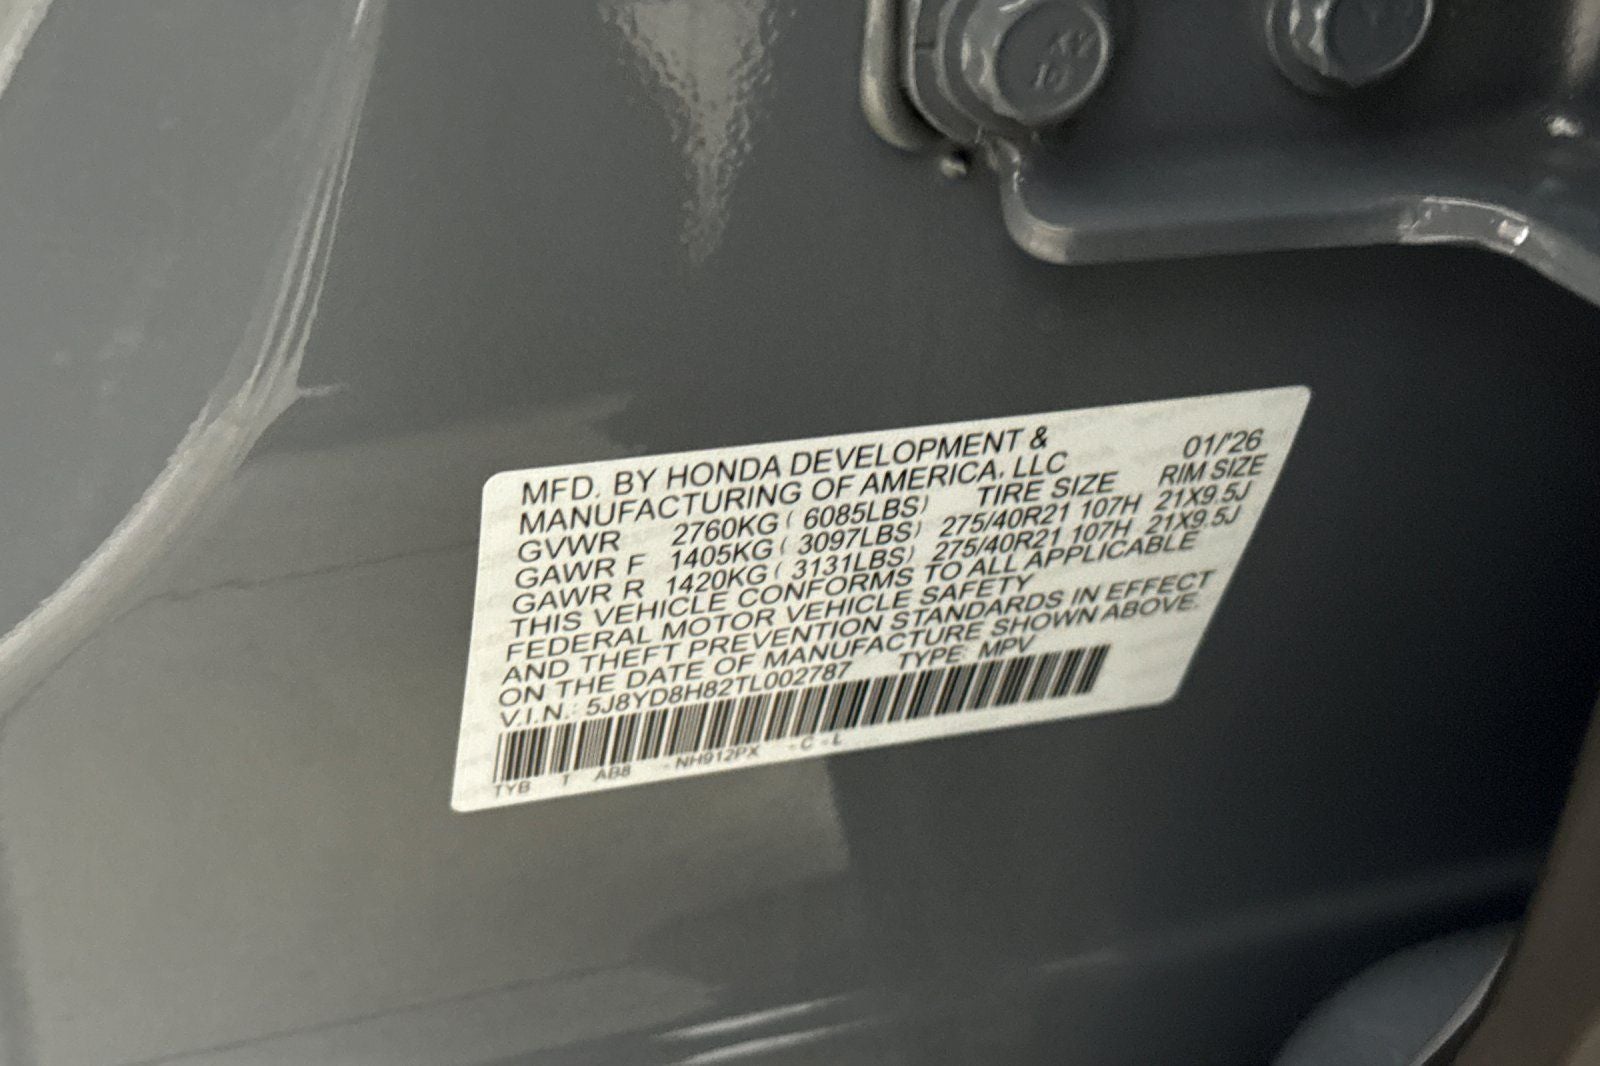 MFD. BY HONDA DEVELOPMENT & 01/'26
MANUFACTURING OF AMERICA, LLC
TIRE SIZE RIM SIZE
GVWR 2760KG ( 6085LBS)
GAWR F 1405KG ( 3097LBS) 275/40R21 107H 21X9.5J
GAWR R 1420KG ( 3131LBS) 275/40R21 107H 21X9.5J
THIS VEHICLE CONFORMS TO ALL APPLICABLE
FEDERAL MOTOR VEHICLE SAFETY
AND THEFT PREVENTION STANDARDS IN EFFECT
ON THE DATE OF MANUFACTURE SHOWN ABOVE.
V.I.N.: 5J8YD8H82TL002787 TYPE: MPV
TYB T AB8 -NH912PX -C -L